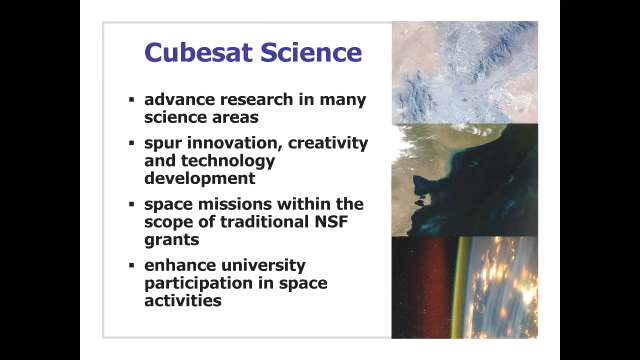 Cubesat Science
▪ advance research in many
science areas
▪ spur innovation, creativity
and technology
development
▪ space missions within the
scope of traditional NSF
grants
▪ enhance university
participation in space
activities